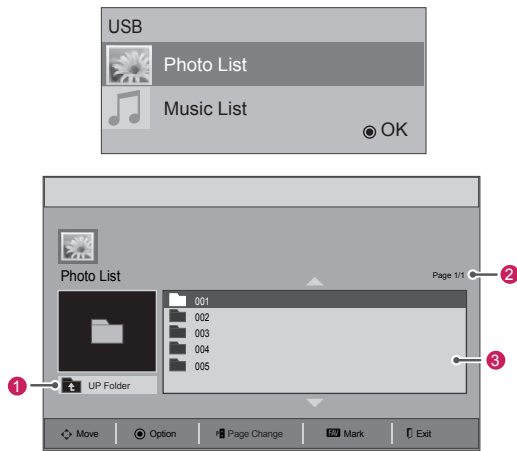 USB
Photo List
Music List
OK
Photo List
Page 1/1
2
001
002
003
004
005
3
1
UP Folder
Move
Option
P Page Change
FAV Mark
Exit